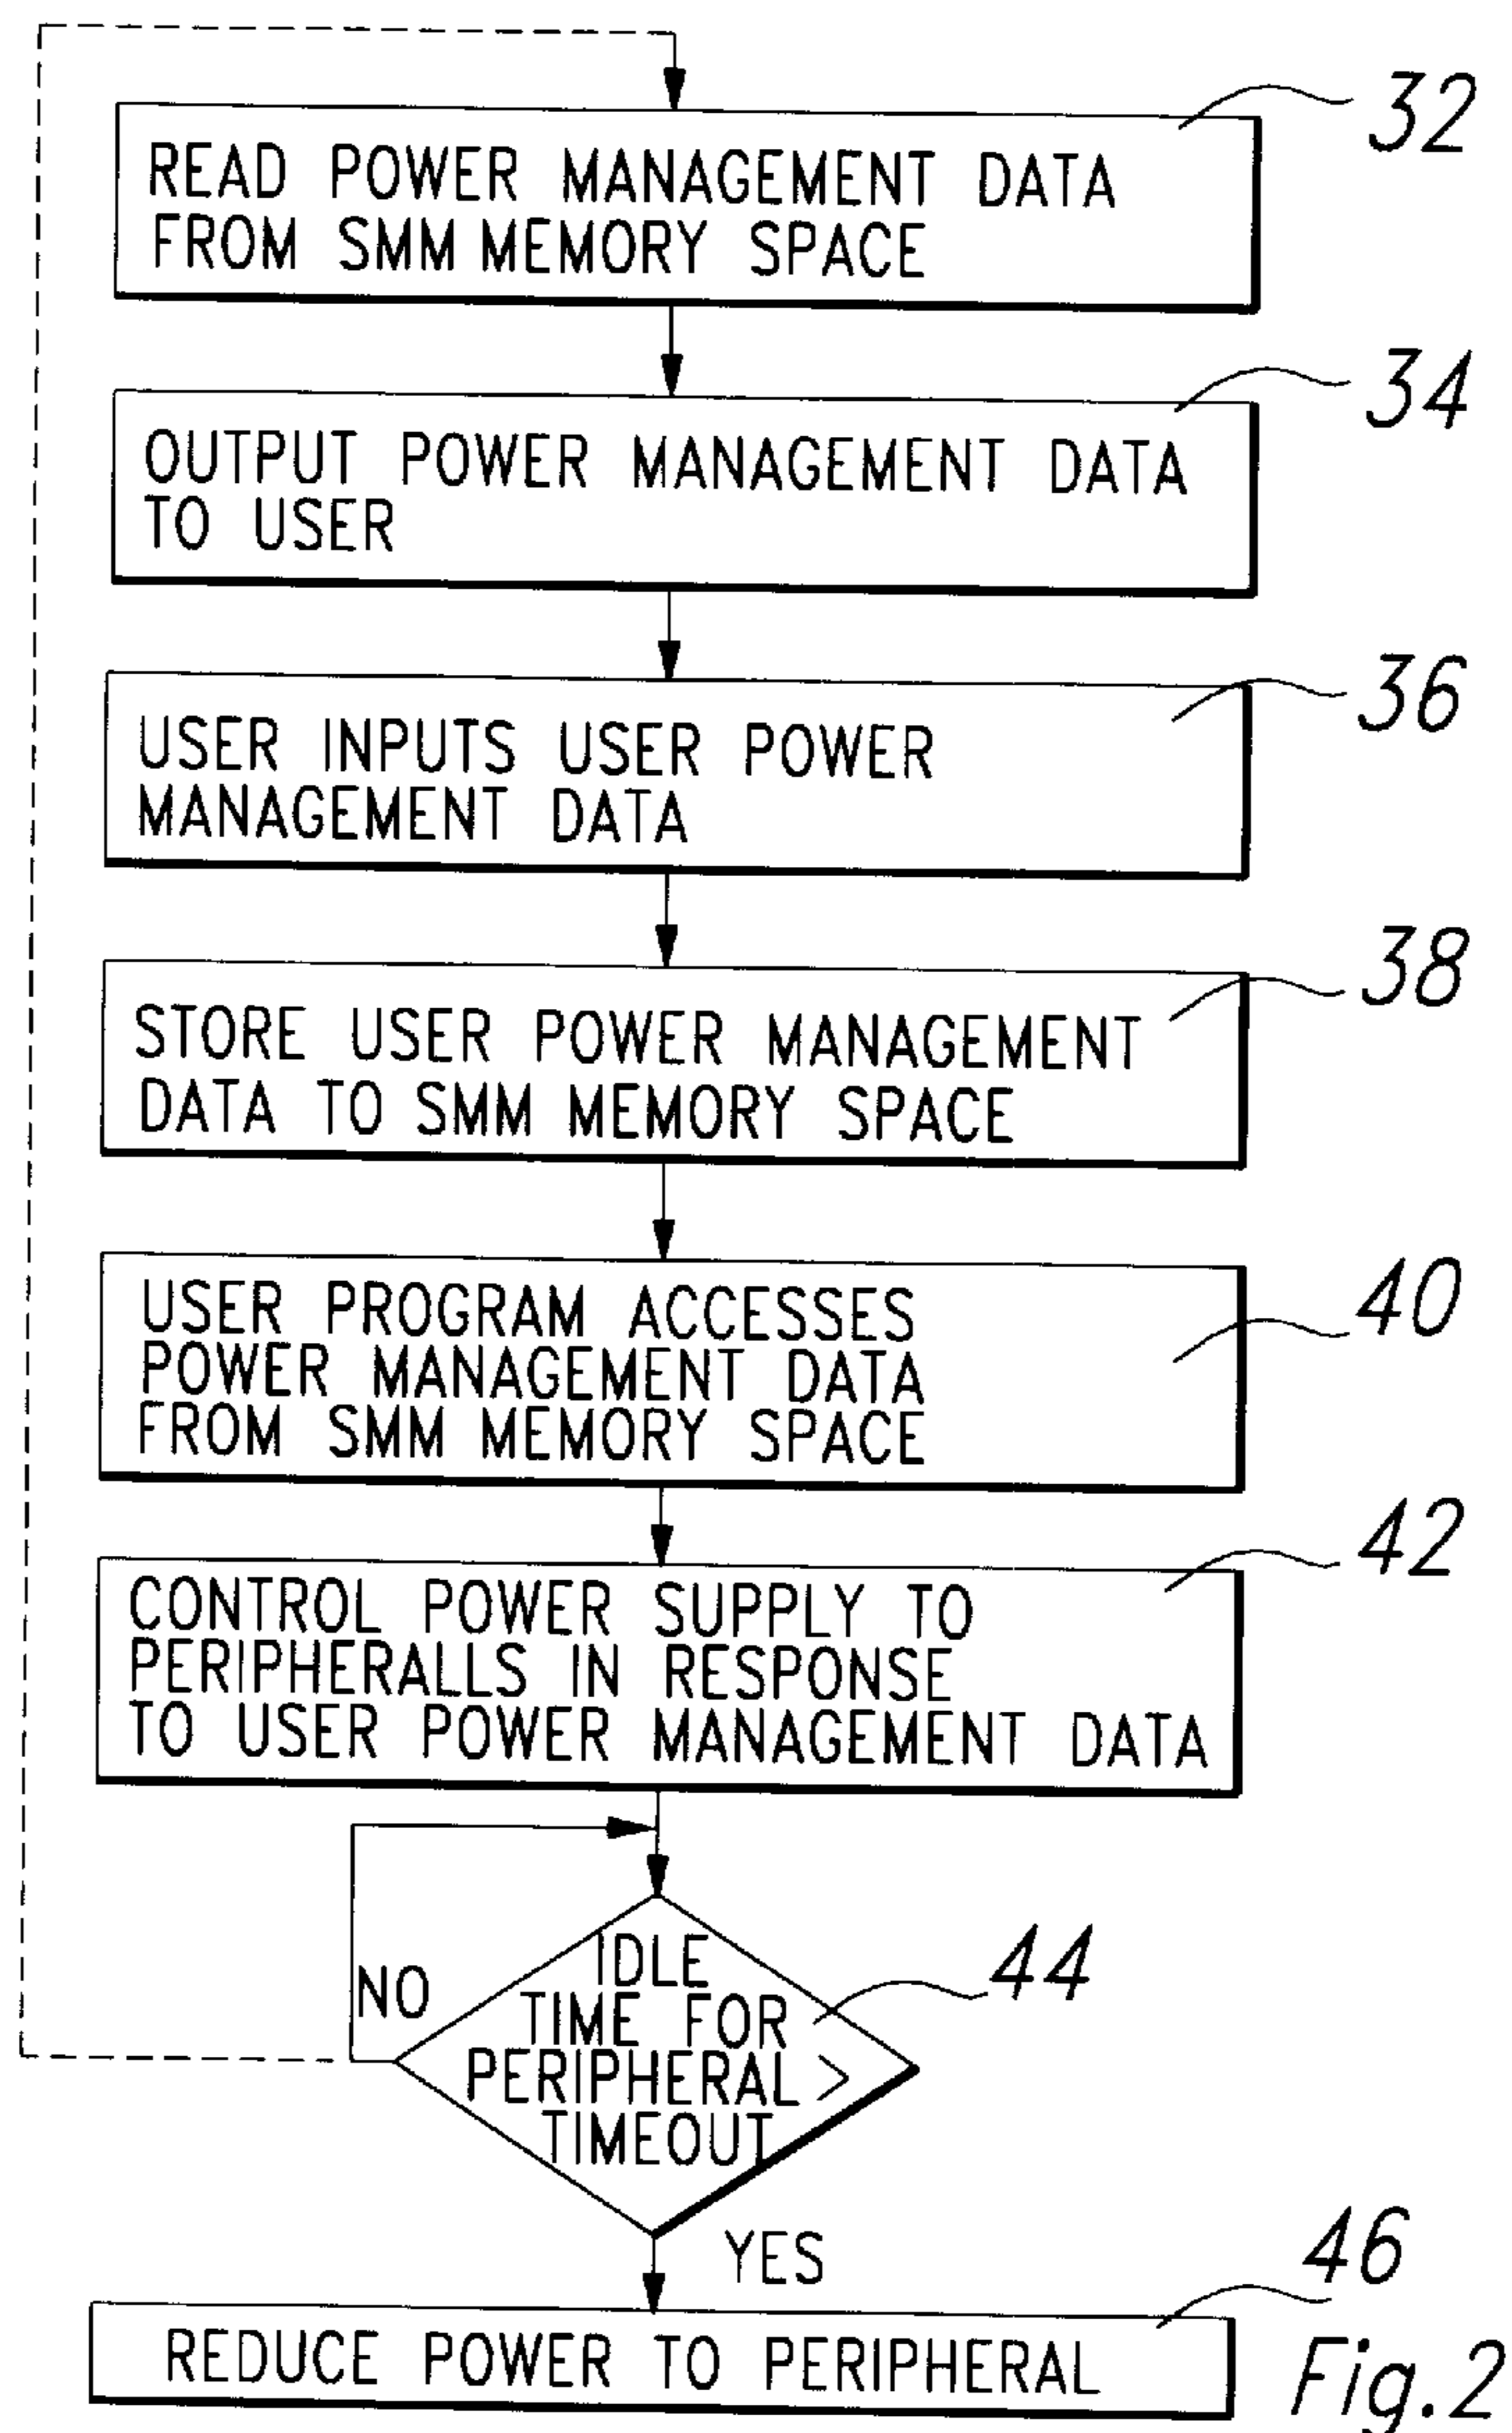 32
READ POWER MANAGEMENT DATA
FROM SMM MEMORY SPACE
34
OUTPUT POWER MANAGEMENT DATA
TO USER
36
USER INPUTS USER POWER
MANAGEMENT DATA
38
STORE USER POWER MANAGEMENT
DATA TO SMM MEMORY SPACE
40
USER PROGRAM ACCESSES
POWER MANAGEMENT DATA
FROM SMM MEMORY SPACE
42
CONTROL POWER SUPPLY TO
PERIPHERALLS IN RESPONSE
TO USER POWER MANAGEMENT DATA
44
NO
IDLE
TIME FOR
PERIPHERAL >
TIMEOUT
YES
46
REDUCE POWER TO PERIPHERAL
Fig.2